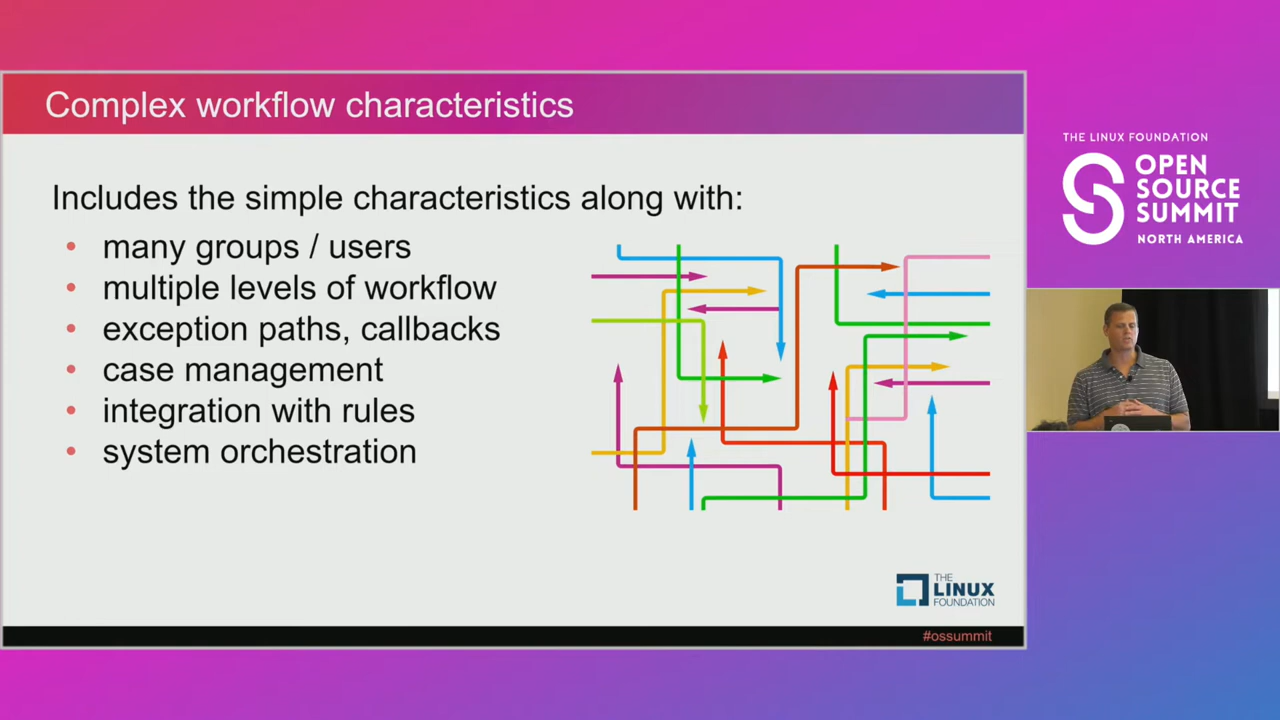 Complex workflow characteristics
Includes the simple characteristics along with:
• many groups / users
• multiple levels of workflow
• exception paths, callbacks
• case management
• integration with rules
• system orchestration
THE
LINUX
FOUNDATION
#ossummit
THE LINUX FOUNDATION
OPEN
SOURCE
SUMMIT
NORTH AMERICA